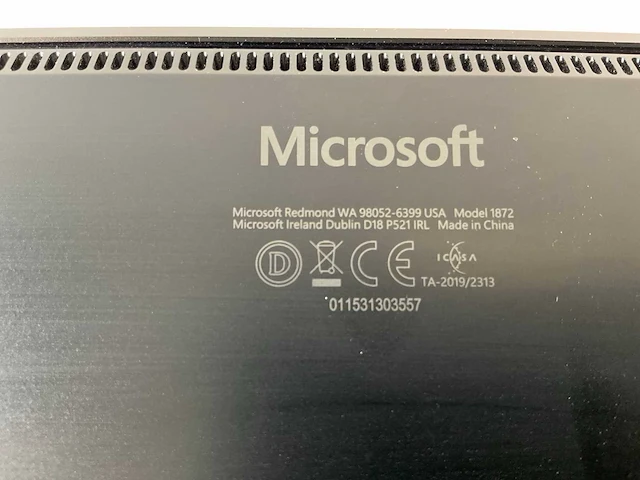 Microsoft
Microsoft Redmond WA 98052-6399 USA Model 1872
Microsoft Ireland Dublin D18 P521 IRL Made in China
D CE ICASA
TA-2019/2313
011531303557